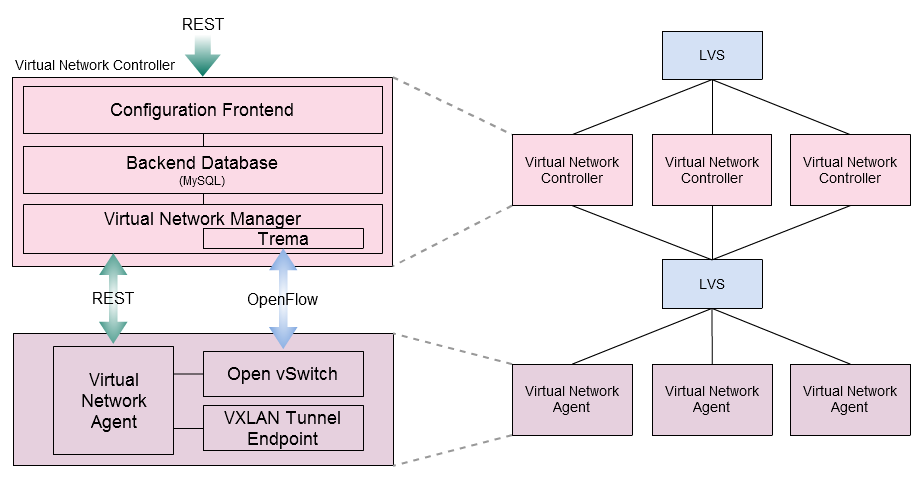 REST
Virtual Network Controller
Configuration Frontend
Backend Database
(MySQL)
Virtual Network Manager
Trema
REST
OpenFlow
Virtual
Network
Agent
Open vSwitch
VXLAN Tunnel
Endpoint
LVS
Virtual Network
Controller
Virtual Network
Controller
Virtual Network
Controller
LVS
Virtual Network
Agent
Virtual Network
Agent
Virtual Network
Agent